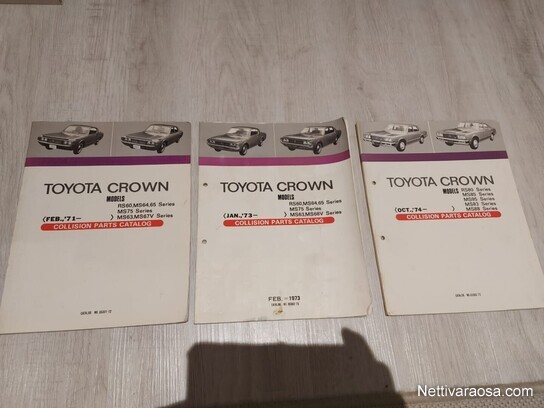 TOYOTA CROWN
MODELS
RS60,MS64,65 Series
MS75 Series
(FEB.,'71— ) MS63,MS67V Series
COLLISION PARTS CATALOG
TOYOTA CROWN
MODELS
RS60,MS64,65 Series
MS75 Series
(JAN.,'73— ) MS63,MS68V Series
COLLISION PARTS CATALOG
FEB. —1973
TOYOTA CROWN
MODELS
RS80 Series
MS85 Series
MS95 Series
MS83 Series
(OCT.,'74— ) MS88 Series
COLLISION PARTS CATALOG
Nettivaraosa.com